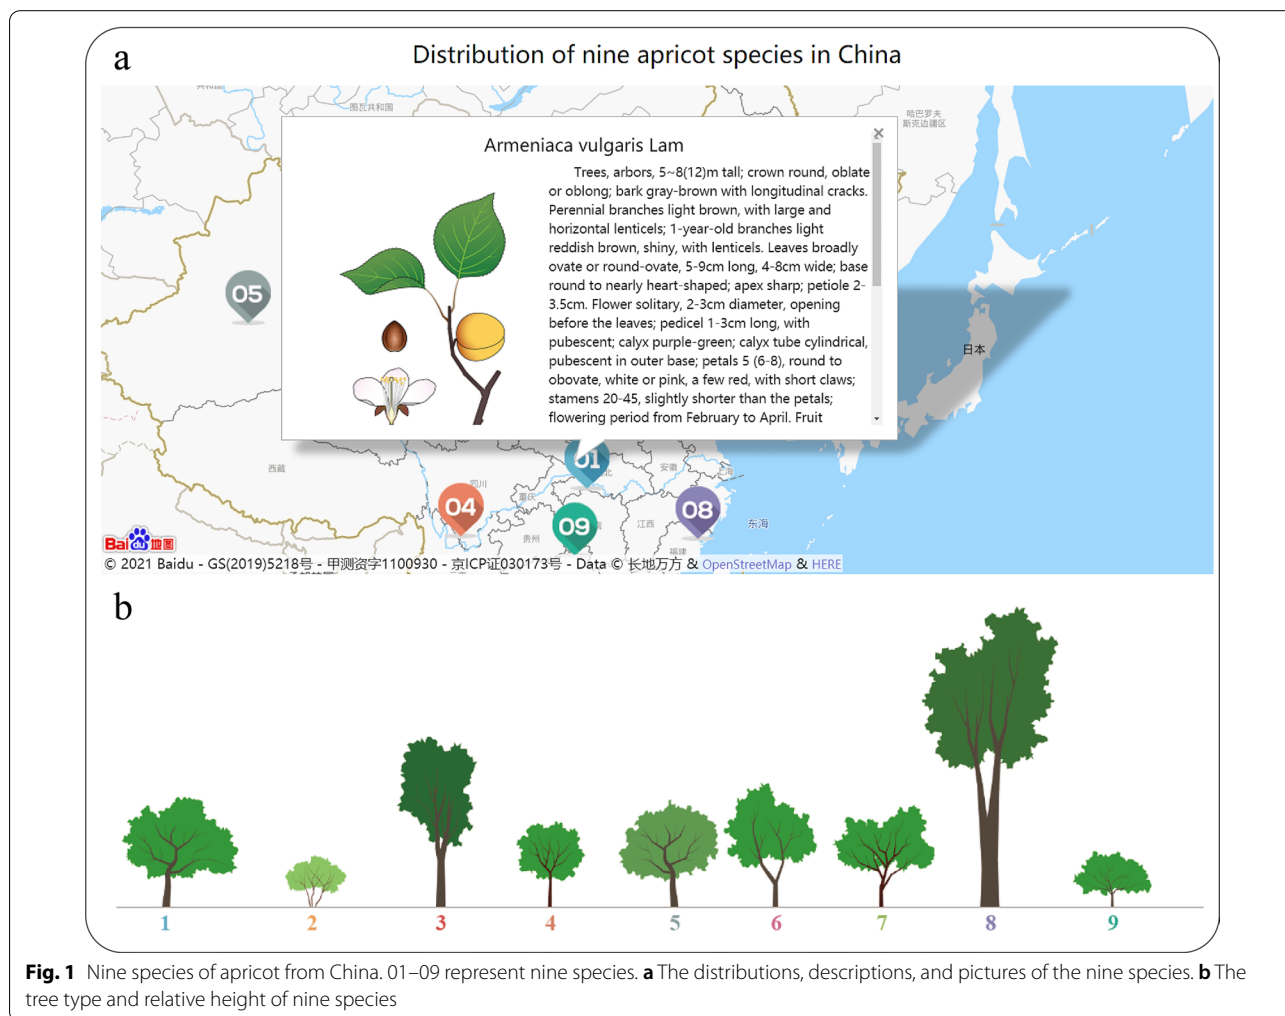 a
Distribution of nine apricot species in China
图瓦共和国
哈巴罗夫
斯克边疆区
Armeniaca vulgaris Lam
Trees, arbors, 5~8(12)m tall; crown round, oblate
or oblong; bark gray-brown with longitudinal cracks.
Perennial branches light brown, with large and
horizontal lenticels; 1-year-old branches light
reddish brown, shiny, with lenticels. Leaves broadly
ovate or round-ovate, 5-9cm long, 4-8cm wide; base
round to nearly heart-shaped; apex sharp; petiole 2-
3.5cm. Flower solitary, 2-3cm diameter, opening
before the leaves; pedicel 1-3cm long, with
pubescent; calyx purple-green; calyx tube cylindrical,
pubescent in outer base; petals 5 (6-8), round to
obovate, white or pink, a few red, with short claws;
stamens 20-45, slightly shorter than the petals;
flowering period from February to April. Fruit
05
日本
01
西藏
四川
重庆
安徽
上海
04
09
08
贵州
江西
福建
东海
Bai du 地图
© 2021 Baidu - GS(2019)5218号 - 甲测资字1100930 - 京ICP证030173号 - Data © 长地万方 & OpenStreetMap & HERE
b
1 2 3 4 5 6 7 8 9
Fig. 1 Nine species of apricot from China. 01–09 represent nine species. a The distributions, descriptions, and pictures of the nine species. b The
tree type and relative height of nine species